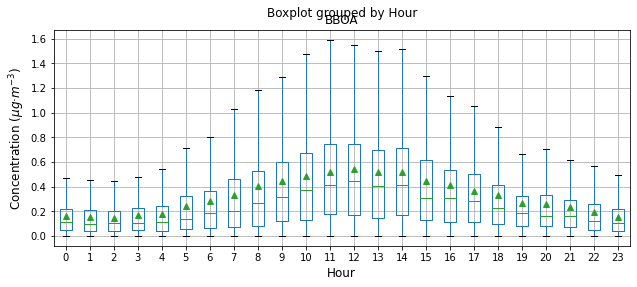 Boxplot grouped by Hour
BBOA
Concentration (μg·m⁻³)
1.6
1.4
1.2
1.0
0.8
0.6
0.4
0.2
0.0
0 1 2 3 4 5 6 7 8 9 10 11 12 13 14 15 16 17 18 19 20 21 22 23
Hour